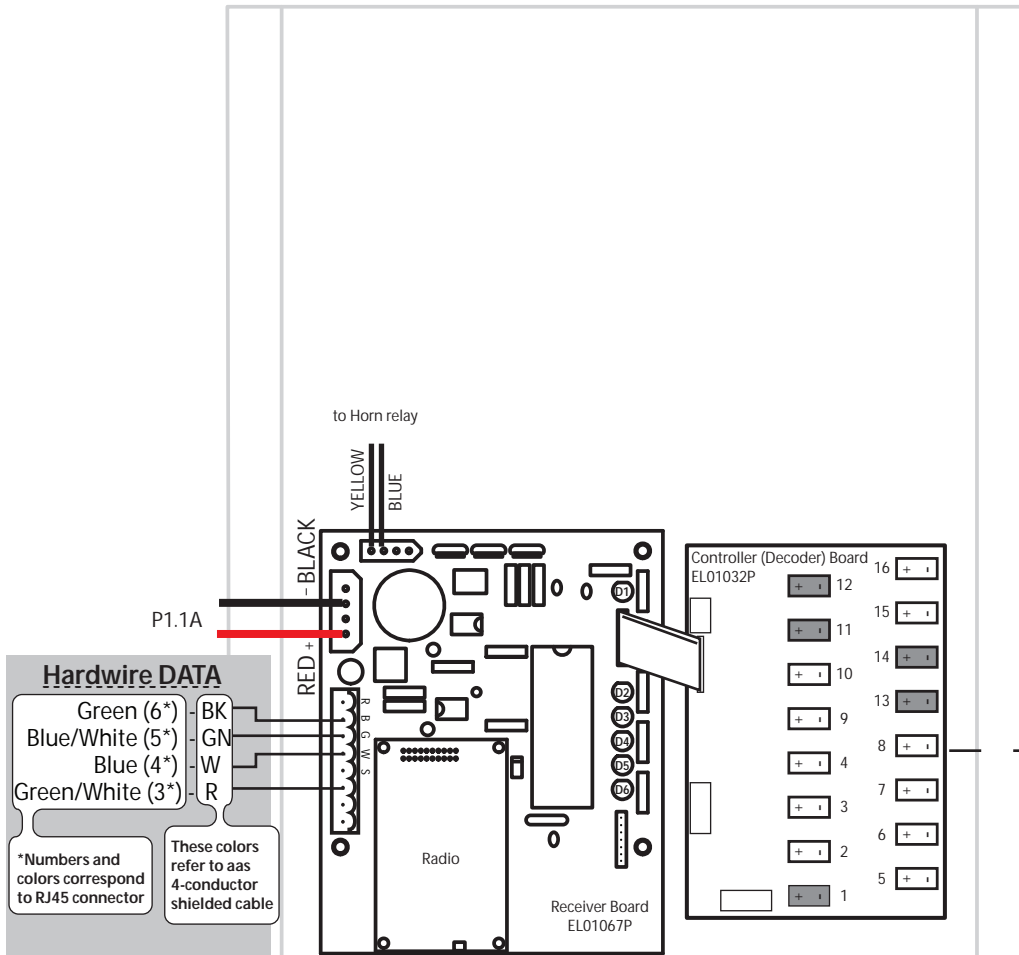 to Horn relay
YELLOW
BLUE
- BLACK
RED +
P1.1A
Hardwire DATA
Green (6*) - BK
Blue/White (5*) - GN
Blue (4*) - W
Green/White (3*) - R
*Numbers and
colors correspond
to RJ45 connector
These colors
refer to aas
4-conductor
shielded cable
R
B
G
W
S
D1
D2
D3
D4
D5
D6
Radio
Receiver Board
EL01067P
Controller (Decoder) Board
EL01032P
+ - 12
+ - 11
+ - 10
+ - 9
+ - 4
+ - 3
+ - 2
+ - 1
16 + -
15 + -
14 + -
13 + -
8 + -
7 + -
6 + -
5 + -